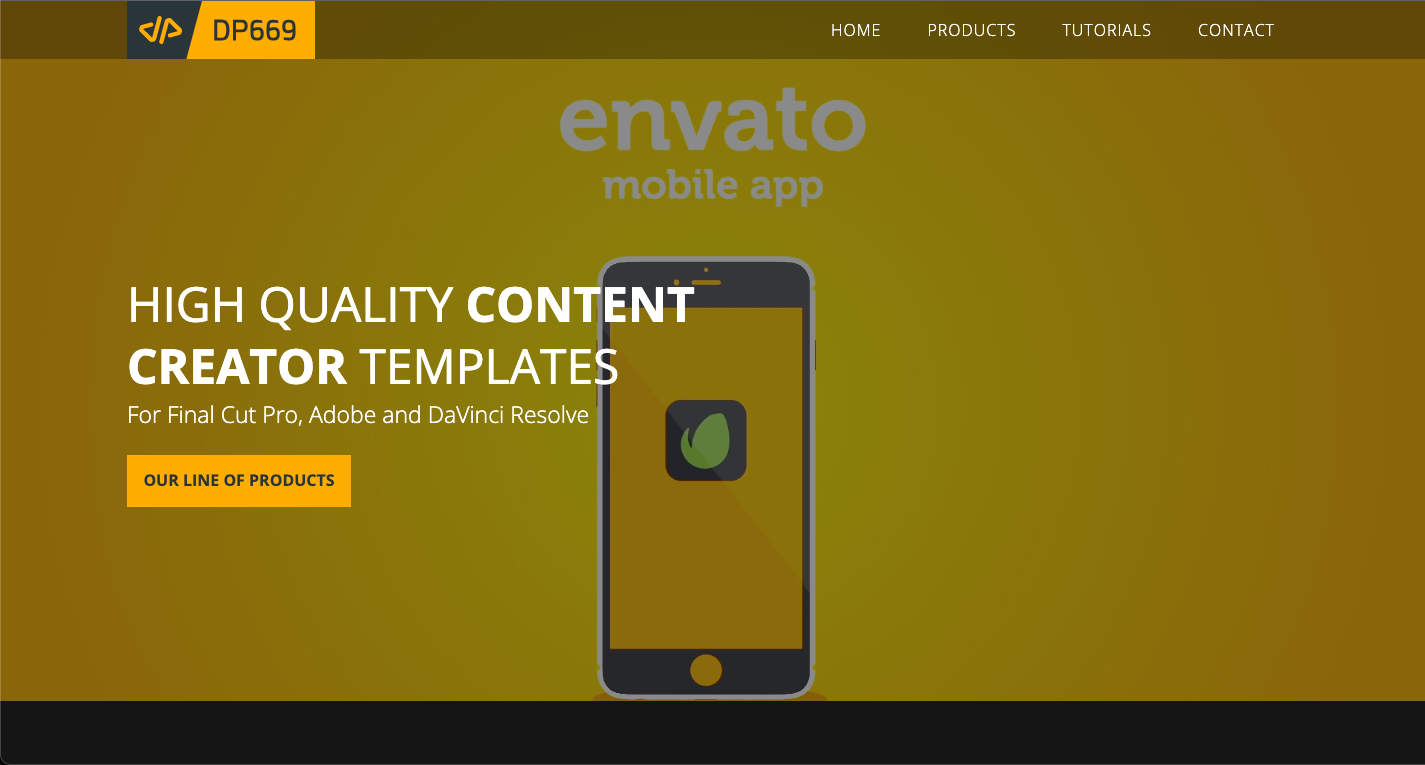 DP669
HOME
PRODUCTS
TUTORIALS
CONTACT
envato
mobile app
HIGH QUALITY CONTENT
CREATOR TEMPLATES
For Final Cut Pro, Adobe and DaVinci Resolve
OUR LINE OF PRODUCTS